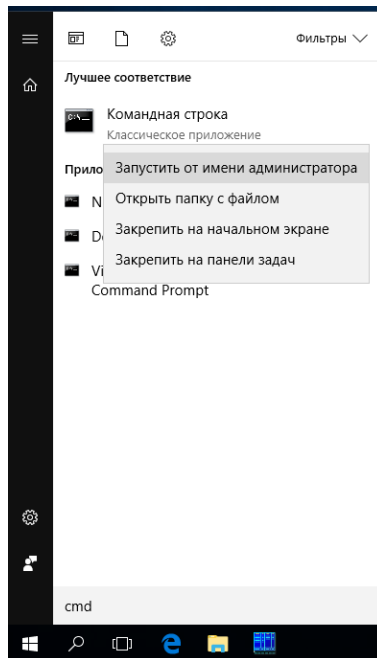 Фильтры
Лучшее соответствие
Командная строка
Классическое приложение
Запустить от имени администратора
Прило
Открыть папку с файлом
N
Закрепить на начальном экране
D
Закрепить на панели задач
Vi
Command Prompt
cmd